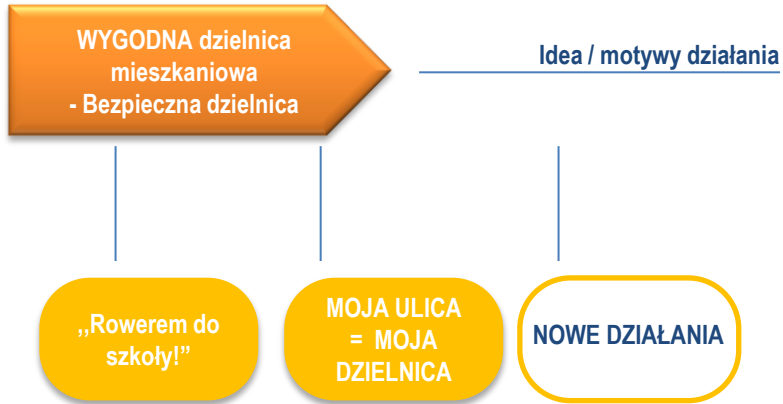 WYGODNA dzielnica
mieszkaniowa
- Bezpieczna dzielnica
Idea / motywy działania
,,Rowerem do
szkoły!”
MOJA ULICA
= MOJA
DZIELNICA
NOWE DZIAŁANIA